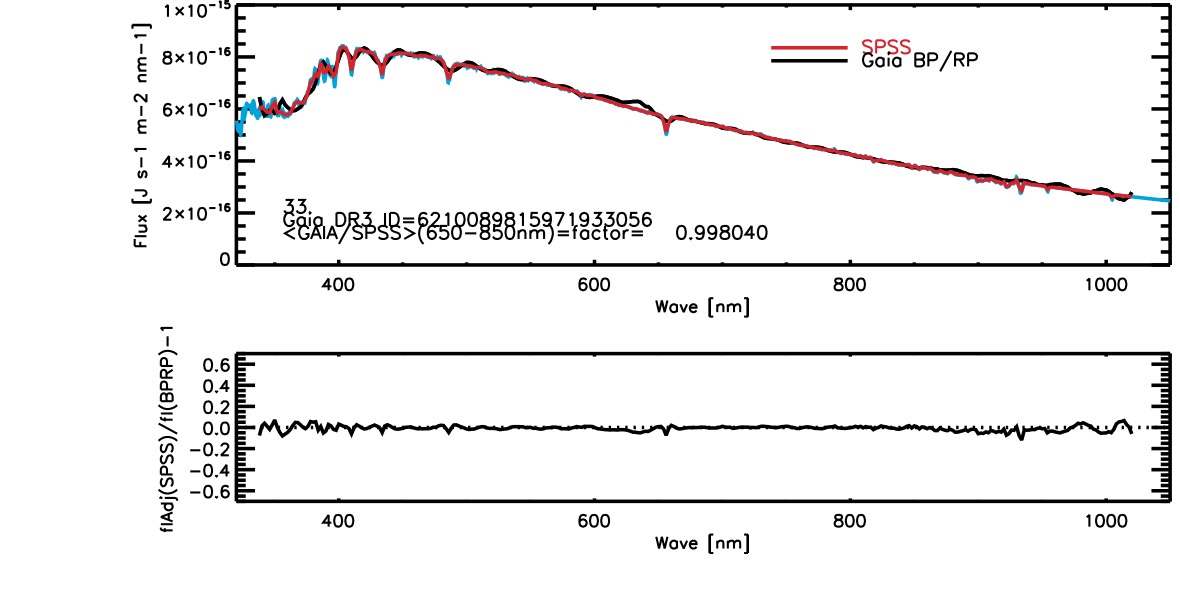 1×10−15
8×10−16
6×10−16
4×10−16
2×10−16
0
Flux [J s−1 m−2 nm−1]
SPSS
Gaia BP/RP
33.
Gaia DR3 ID=6210089815971933056
<GAIA/SPSS>(650−850nm)=factor= 0.998040
400 600 800 1000
Wave [nm]
flAdj(SPSS)/fl(BPRP)−1
0.6
0.4
0.2
0.0
−0.2
−0.4
−0.6
400 600 800 1000
Wave [nm]